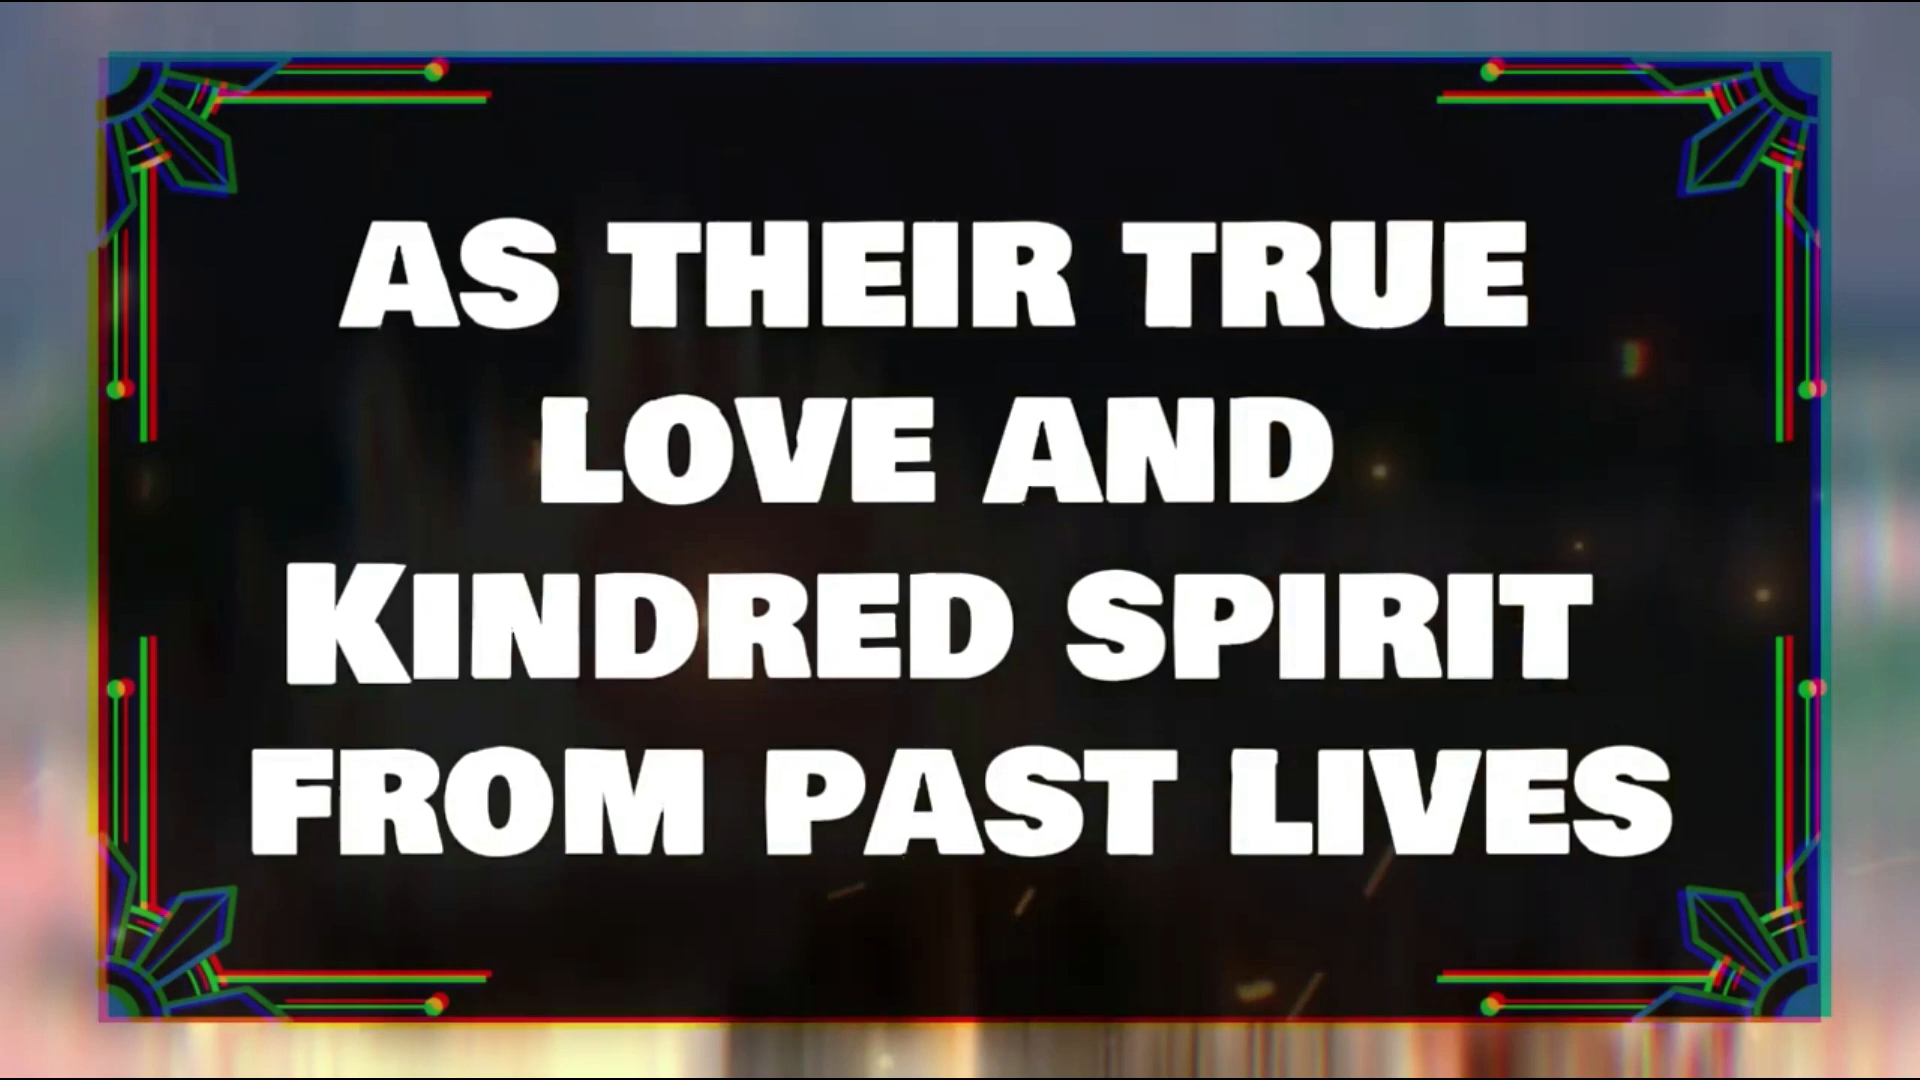 AS THEIR TRUE
LOVE AND
KINDRED SPIRIT
FROM PAST LIVES